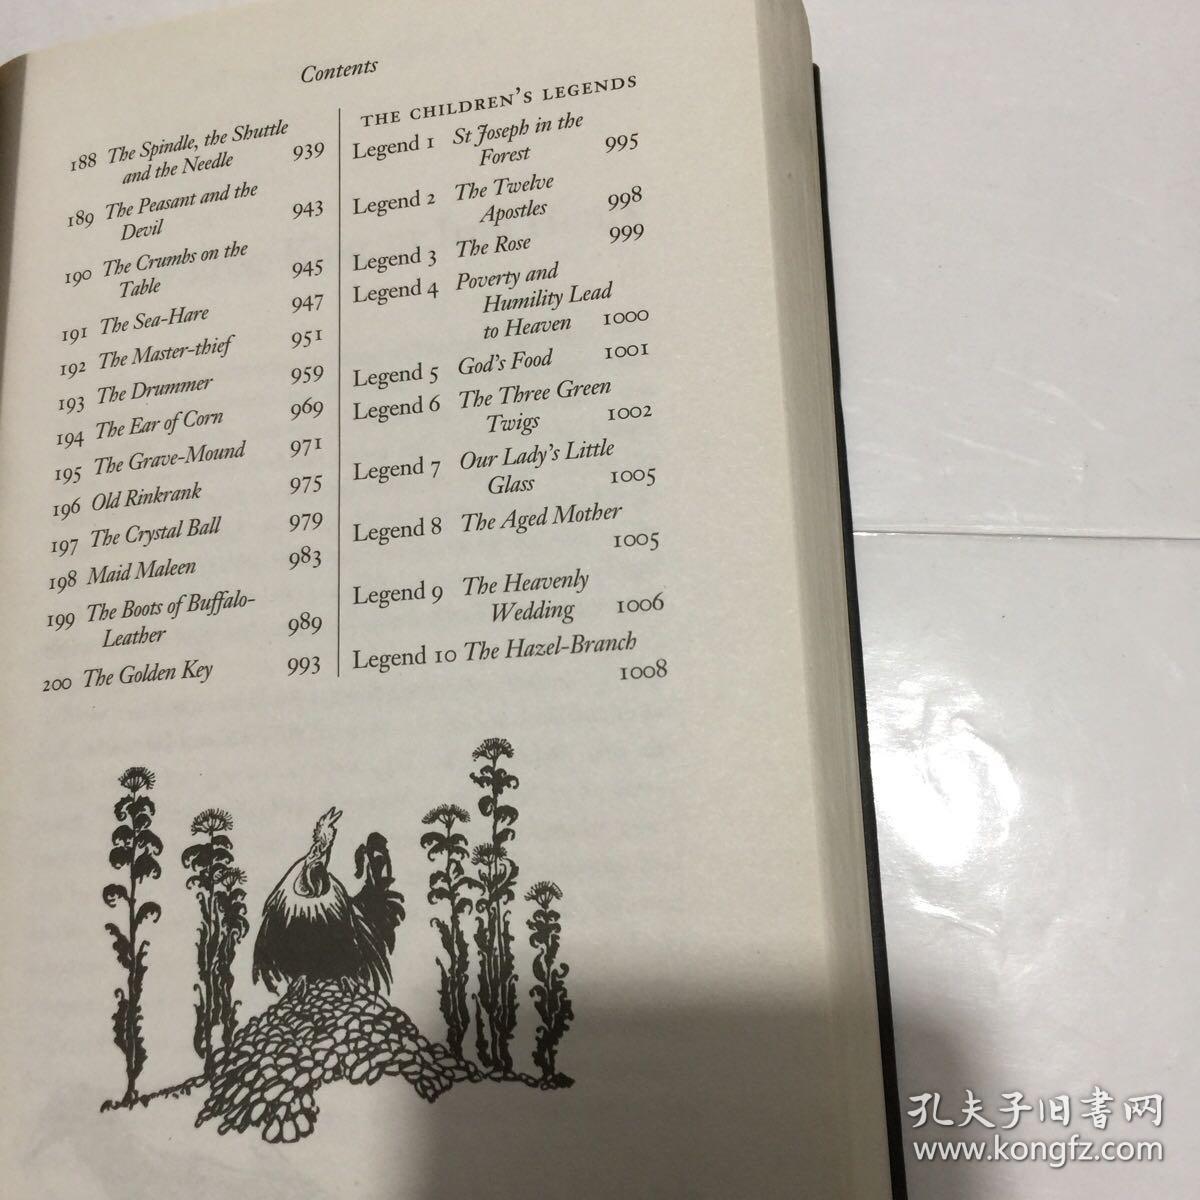 Contents
188 The Spindle, the Shuttle
and the Needle 939
189 The Peasant and the
Devil 943
190 The Crumbs on the
Table 945
191 The Sea-Hare 947
192 The Master-thief 951
193 The Drummer 959
194 The Ear of Corn 969
195 The Grave-Mound 971
196 Old Rinkrank 975
197 The Crystal Ball 979
198 Maid Maleen 983
199 The Boots of Buffalo-
Leather 989
200 The Golden Key 993
THE CHILDREN'S LEGENDS
Legend 1 St Joseph in the
Forest 995
Legend 2 The Twelve
Apostles 998
Legend 3 The Rose 999
Legend 4 Poverty and
Humility Lead
to Heaven 1000
Legend 5 God's Food 1001
Legend 6 The Three Green
Twigs 1002
Legend 7 Our Lady's Little
Glass 1005
Legend 8 The Aged Mother
1005
Legend 9 The Heavenly
Wedding 1006
Legend 10 The Hazel-Branch
1008
孔夫子旧书网
www.kongfz.com